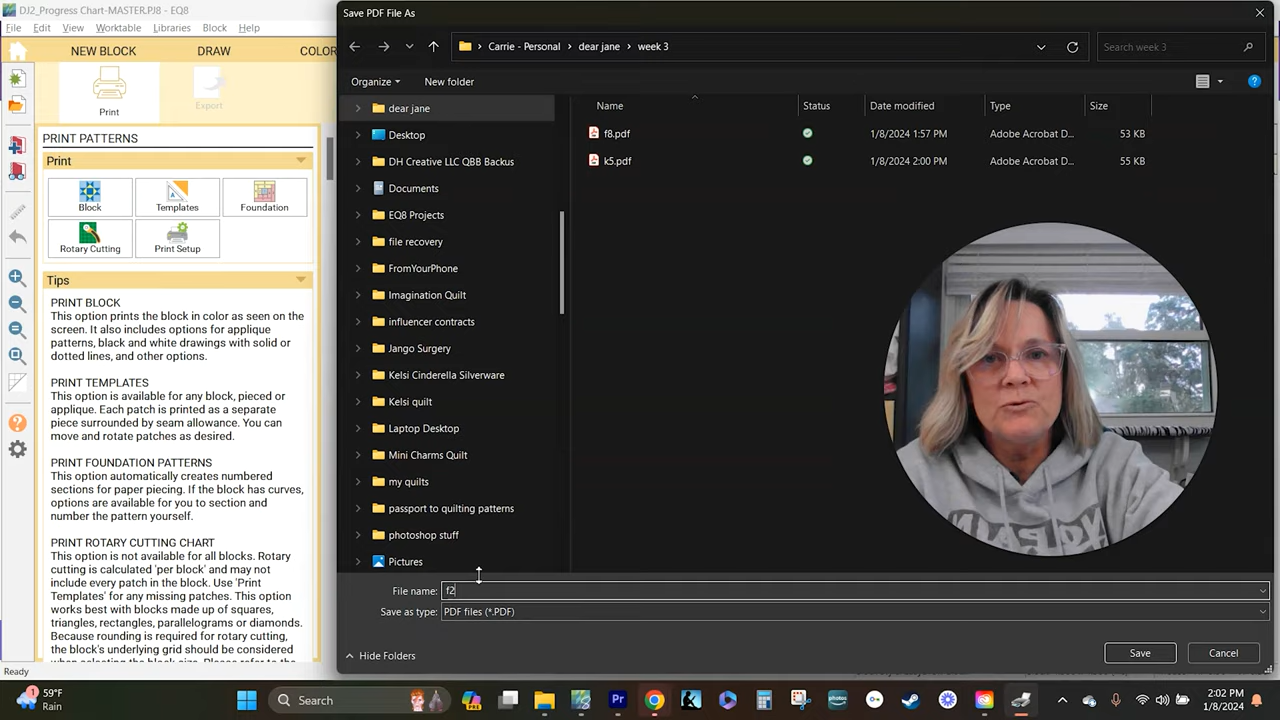 DJ2_Progress Chart-MASTER.PJ8 - EQ8
File Edit View Worktable Libraries Block Help
NEW BLOCK DRAW COLOR
Print
Export
PRINT PATTERNS
Print
Block Templates Foundation
Rotary Cutting Print Setup
Tips
PRINT BLOCK
This option prints the block in color as seen on the
screen. It also includes options for applique
patterns, black and white drawings with solid or
dotted lines, and other options.
PRINT TEMPLATES
This option is available for any block, pieced or
applique. Each patch is printed as a separate
piece surrounded by seam allowance. You can
move and rotate patches as desired.
PRINT FOUNDATION PATTERNS
This option automatically creates numbered
sections for paper piecing. If the block has curves,
options are available for you to section and
number the pattern yourself.
PRINT ROTARY CUTTING CHART
This option is not available for all blocks. Rotary
cutting is calculated 'per block' and may not
include every patch in the block. Use 'Print
Templates' for any missing patches. This option
works best with blocks made up of squares,
triangles, rectangles, parallelograms or diamonds.
Because rounding is required for rotary cutting,
the block's underlying grid should be considered
when selecting the block size. Please refer to the
Ready
Save PDF File As
Carrie - Personal > dear jane > week 3
Search week 3
Organize New folder
Name Status Date modified Type Size
f8.pdf 1/8/2024 1:57 PM Adobe Acrobat D... 53 KB
k5.pdf 1/8/2024 2:00 PM Adobe Acrobat D... 55 KB
dear jane
Desktop
DH Creative LLC QBB Backus
Documents
EQ8 Projects
file recovery
FromYourPhone
Imagination Quilt
influencer contracts
Jango Surgery
Kelsi Cinderella Silverware
Kelsi quilt
Laptop Desktop
Mini Charms Quilt
my quilts
passport to quilting patterns
photoshop stuff
Pictures
File name: f2
Save as type: PDF files (*.PDF)
Hide Folders
Save Cancel
1 59°F
Rain
Search
Pr
photos
2:02 PM
1/8/2024